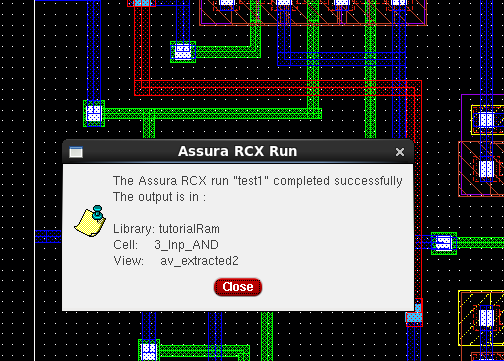 Assura RCX Run
The Assura RCX run "test1" completed successfully
The output is in :
Library: tutorialRam
Cell: 3_Inp_AND
View: av_extracted2
Close